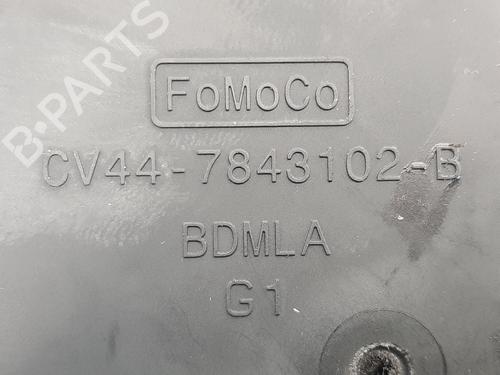 B-PARTS
FoMoCo
CV44-7843102-B
BDMLA
G1